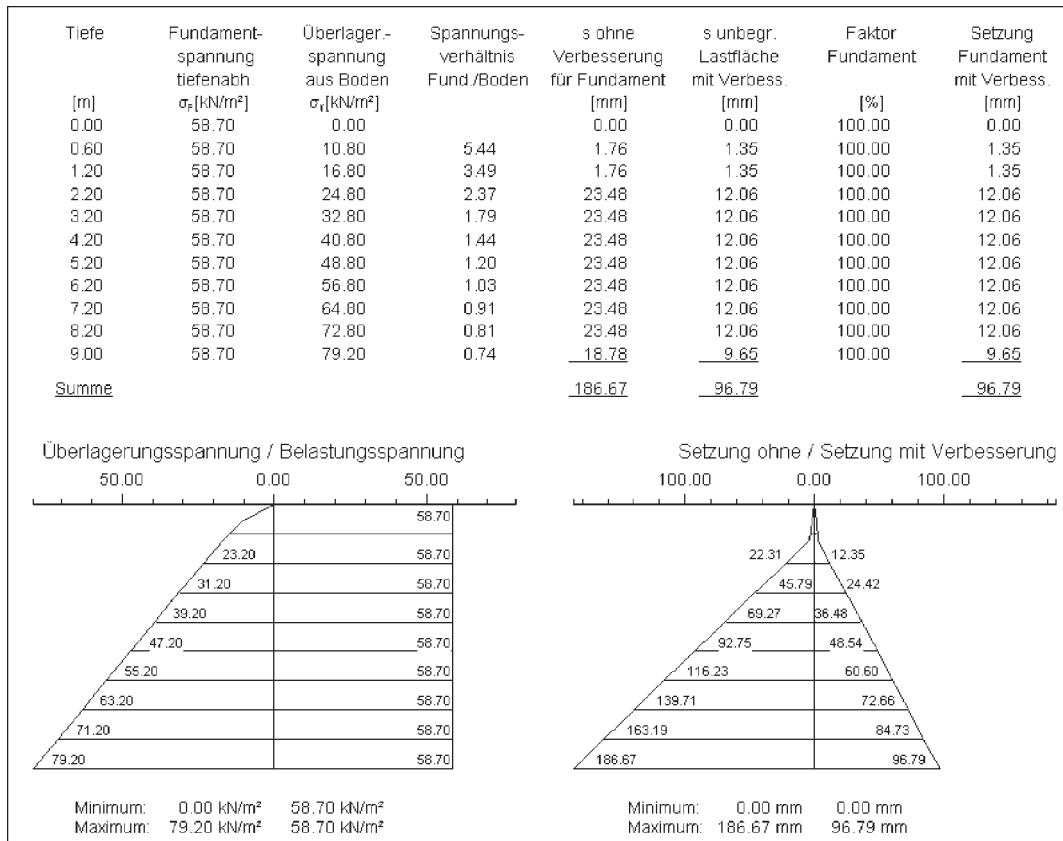 Tiefe Fundament- Überlager.- Spannungs- s ohne s unbegr. Faktor Setzung
spannung spannung verhältnis Verbesserung Lastfläche Fundament Fundament
tiefenabh. aus Boden Fund./Boden für Fundament mit Verbess. mit Verbess.
[m] [kN/m²] [kN/m²] [mm] [mm] [%] [mm]
0.00 58.70 0.00 0.00 0.00 100.00 0.00
0.60 58.70 10.80 5.44 1.76 1.35 100.00 1.35
1.20 58.70 16.80 3.49 1.76 1.35 100.00 1.35
2.20 58.70 24.80 2.37 23.48 12.06 100.00 12.06
3.20 58.70 32.80 1.79 23.48 12.06 100.00 12.06
4.20 58.70 40.80 1.44 23.48 12.06 100.00 12.06
5.20 58.70 48.80 1.20 23.48 12.06 100.00 12.06
6.20 58.70 56.80 1.03 23.48 12.06 100.00 12.06
7.20 58.70 64.80 0.91 23.48 12.06 100.00 12.06
8.20 58.70 72.80 0.81 23.48 12.06 100.00 12.06
9.00 58.70 79.20 0.74 18.78 9.65 100.00 9.65
Summe 186.67 96.79 96.79
Überlagerungsspannung / Belastungsspannung
50.00 0.00 50.00
58.70
23.20 58.70
31.20 58.70
39.20 58.70
47.20 58.70
55.20 58.70
63.20 58.70
71.20 58.70
79.20 58.70
Minimum: 0.00 kN/m² 58.70 kN/m²
Maximum: 79.20 kN/m² 58.70 kN/m²
Setzung ohne / Setzung mit Verbesserung
100.00 0.00 100.00
22.31 12.35
45.79 24.42
69.27 36.48
92.75 48.54
116.23 60.60
139.71 72.66
163.19 84.73
186.67 96.79
Minimum: 0.00 mm 0.00 mm
Maximum: 186.67 mm 96.79 mm